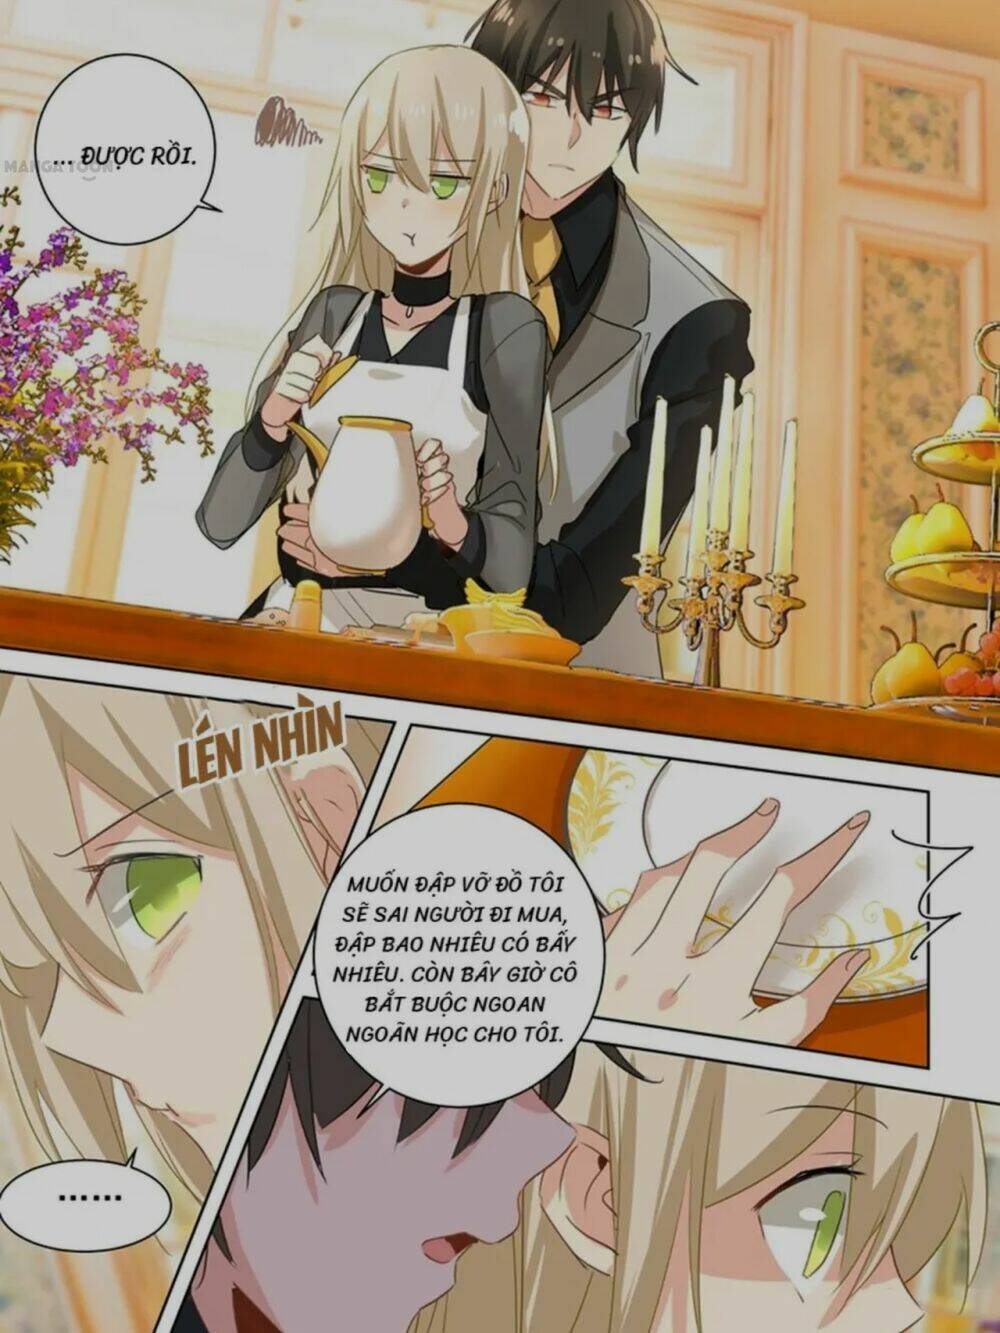 ... ĐƯỢC RỒI.
MANGATOON
LÉN NHÌN
MUỐN ĐẬP VỠ ĐỒ TÔI
SẼ SAI NGƯỜI ĐI MUA,
ĐẬP BAO NHIÊU CÓ BẤY
NHIÊU. CÒN BÂY GIỜ CÔ
BẮT BUỘC NGOAN
NGOÃN HỌC CHO TÔI.
......